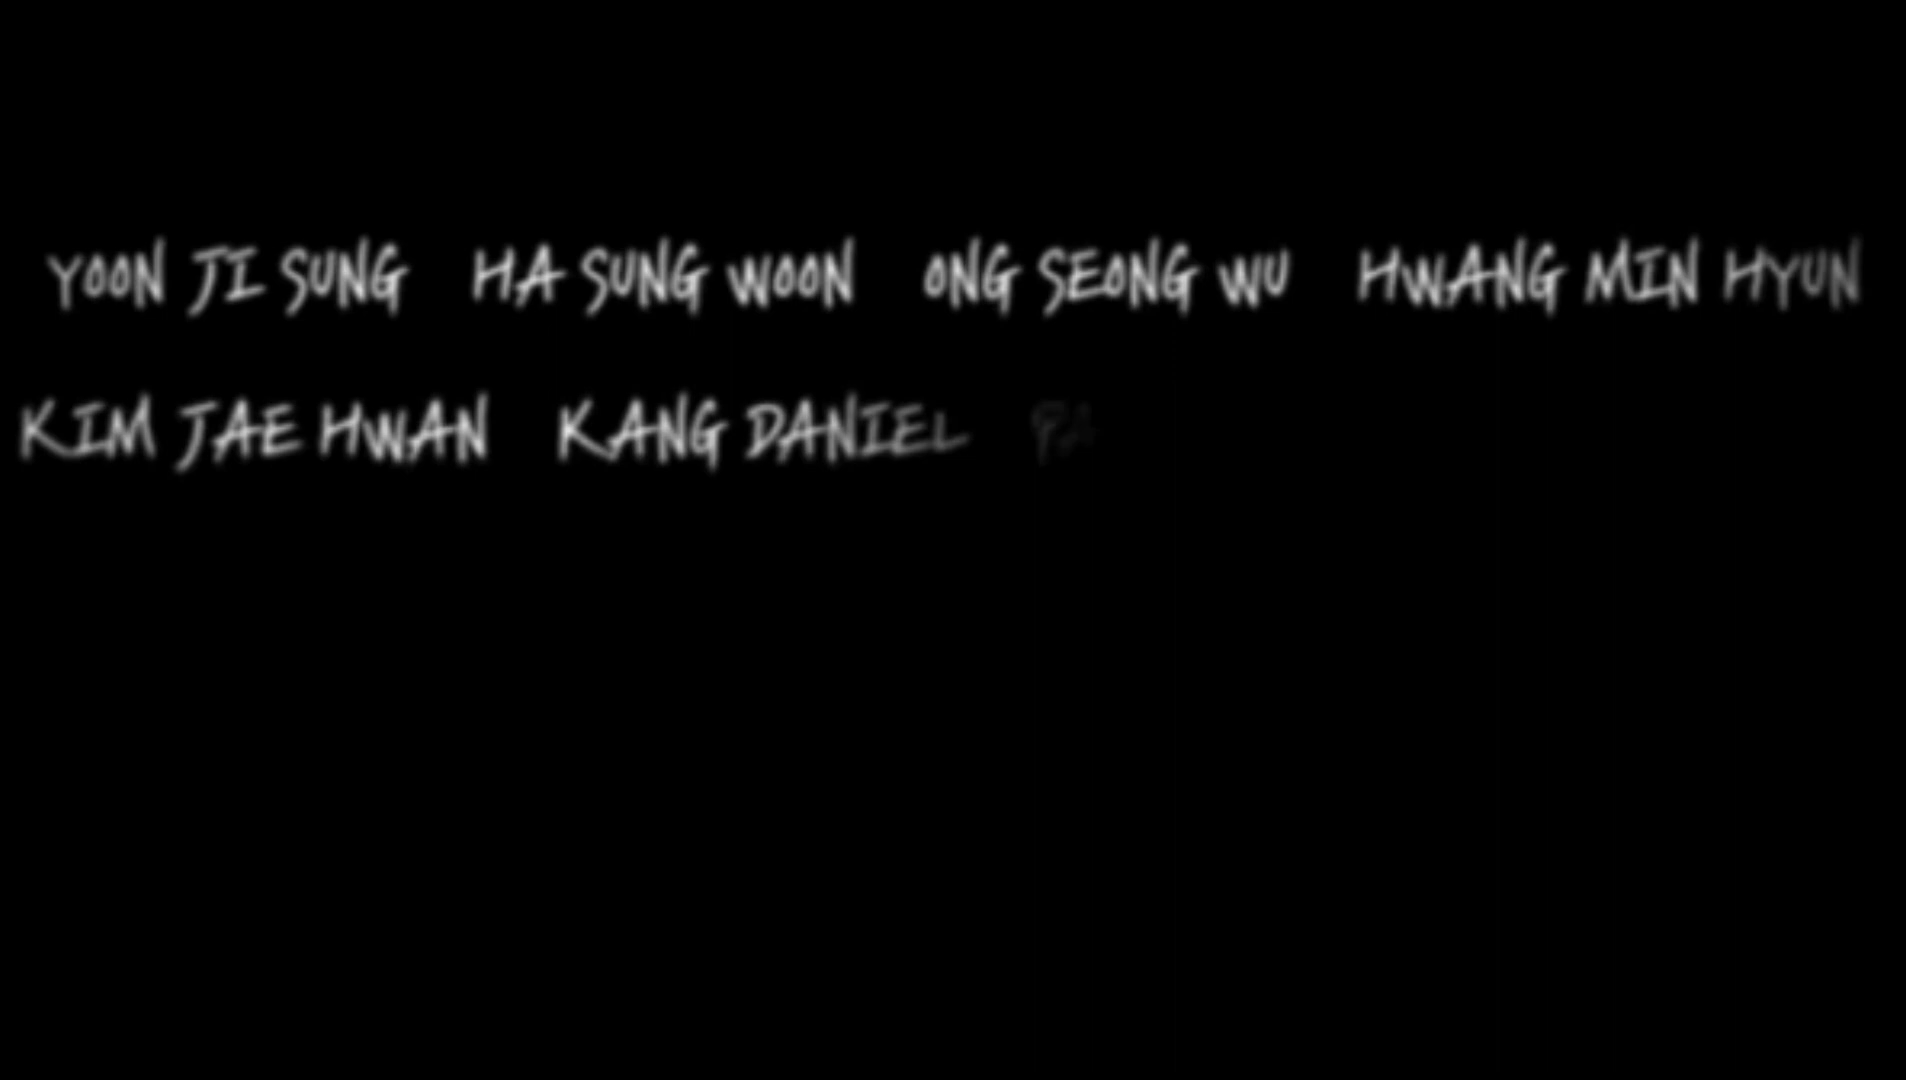 YOON JI SUNG HA SUNG WOON ONG SEONG WU HWANG MIN HYUN
KIM JAE HWAN KANG DANIEL